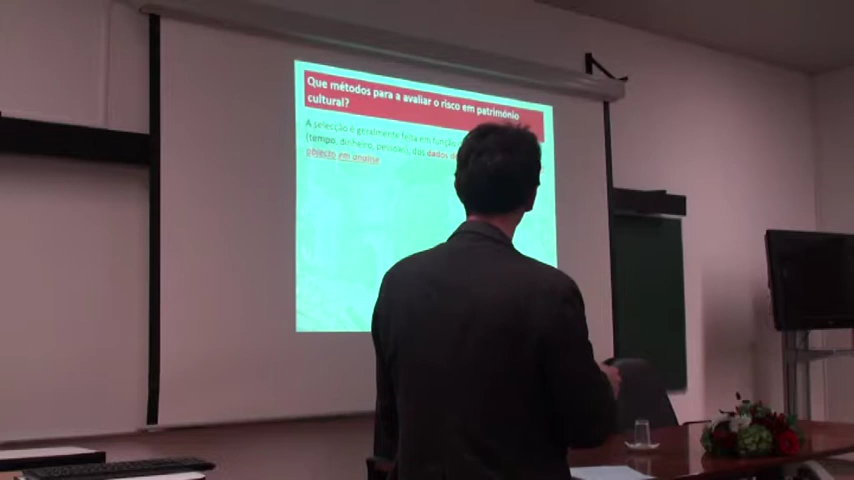 Que métodos para a avaliar o risco em património
cultural?
A selecção é geralmente feita em função
(tempo, dinheiro, pessoal), dos dados
objecto em análise